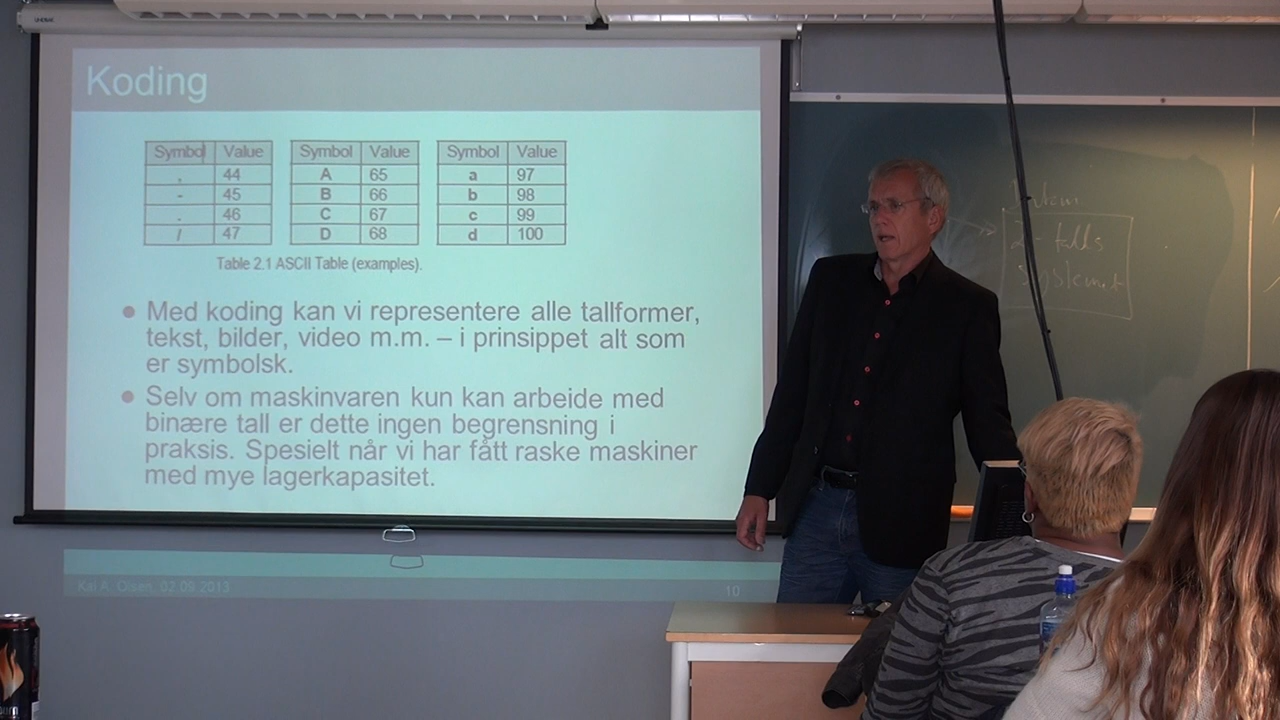 Koding
Symbol Value Symbol Value Symbol Value
, 44 A 65 a 97
- 45 B 66 b 98
. 46 C 67 c 99
/ 47 D 68 d 100
Table 2.1 ASCII Table (examples).
• Med koding kan vi representere alle tallformer,
tekst, bilder, video m.m. – i prinsippet alt som
er symbolsk.
• Selv om maskinvaren kun kan arbeide med
binære tall er dette ingen begrensning i
praksis. Spesielt når vi har fått raske maskiner
med mye lagerkapasitet.
Kai A. Olsen, 02.09.2013 10
2-talls
systemet